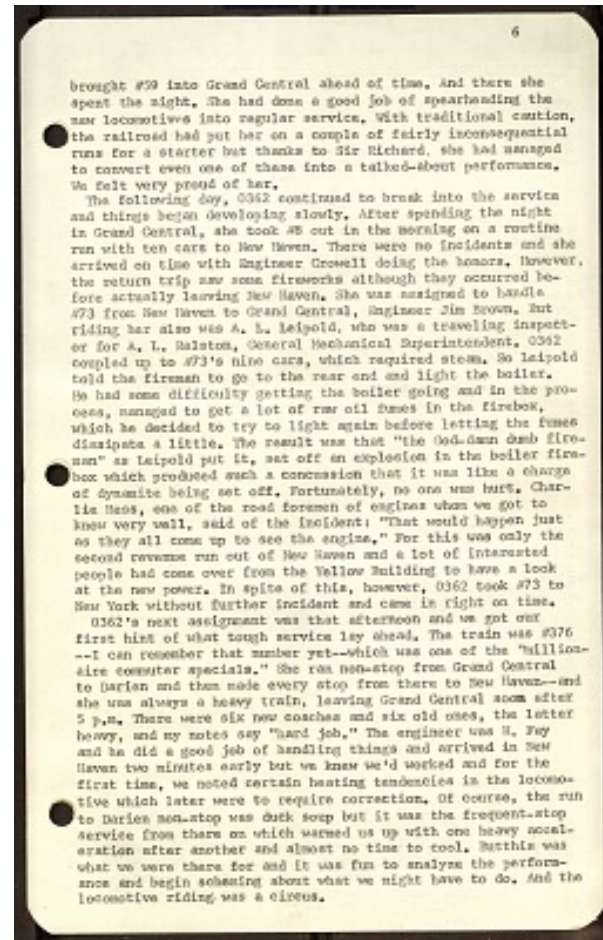 6
brought #59 into Grand Central ahead of time. And there she
spent the night. She had done a good job of spearheading the
new locomotives into regular service. With traditional caution,
the railroad had put her on a couple of fairly inconsequential
runs for a starter but thanks to Sir Richard, she had managed
to convert even one of these into a talked-about performance.
We felt very proud of her.
The following day, 0362 continued to break into the service
and things began developing slowly. After spending the night
in Grand Central, she took #8 out in the morning on a routine
run with ten cars to New Haven. There were no incidents and she
arrived on time with Engineer Crowell doing the honors. However,
the return trip saw some fireworks although they occurred be-
fore actually leaving New Haven. She was assigned to handle
#73 from New Haven to Grand Central, Engineer Jim Brown. But
riding her also was A. L. Leipold, who was a traveling inspect-
or for A. L. Ralston, General Mechanical Superintendent. 0362
coupled up to #73's nine cars, which required steam. So Leipold
told the fireman to go to the rear end and light the boiler.
He had some difficulty getting the boiler going and in the pro-
cess, managed to get a lot of raw oil fumes in the firebox,
which he decided to try to light again before letting the fumes
dissipate a little. The result was that "the God-damn dumb fire-
man" as Leipold put it, set off an explosion in the boiler fire-
box which produced such a concussion that it was like a charge
of dynamite being set off. Fortunately, no one was hurt. Char-
lie Hess, one of the road foremen of engines whom we got to
know very well, said of the incident: "That would happen just
as they all come up to see the engine." For this was only the
second revenue run out of New Haven and a lot of interested
people had come over from the Yellow Building to have a look
at the new power. In spite of this, however, 0362 took #73 to
New York without further incident and came in right on time.
0362's next assignment was that afternoon and we got our
first hint of what tough service lay ahead. The train was #376
--I can remember that number yet--which was one of the "million-
aire commuter specials." She ran non-stop from Grand Central
to Darien and then made every stop from there to New Haven--and
she was always a heavy train, leaving Grand Central soon after
5 p.m. There were six new coaches and six old ones, the latter
heavy, and my notes say "hard job." The engineer was H. Fay
and he did a good job of handling things and arrived in New
Haven two minutes early but we knew we'd worked and for the
first time, we noted certain heating tendencies in the locomo-
tive which later were to require correction. Of course, the run
to Darien non-stop was duck soup but it was the frequent-stop
service from there on which warmed us up with one heavy accel-
eration after another and almost no time to cool. Butthis was
what we were there for and it was fun to analyze the perform-
ance and begin scheming about what we might have to do. And the
locomotive riding was a circus.